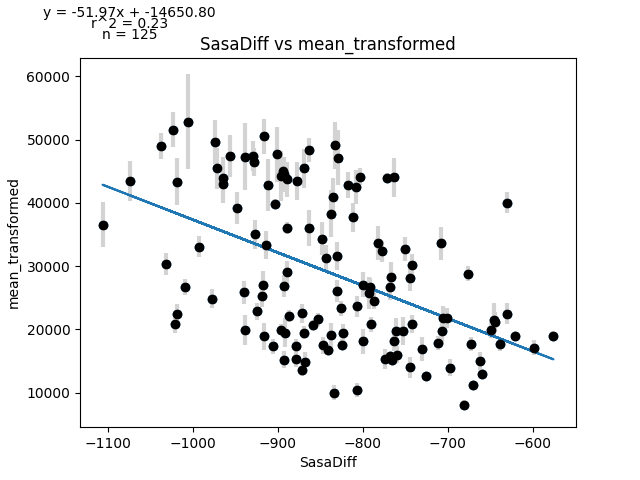 y = -51.97x + -14650.80
r^2 = 0.23
n = 125
SasaDiff vs mean_transformed
60000
50000
40000
30000
20000
10000
mean_transformed
−1100 −1000 −900 −800 −700 −600
SasaDiff